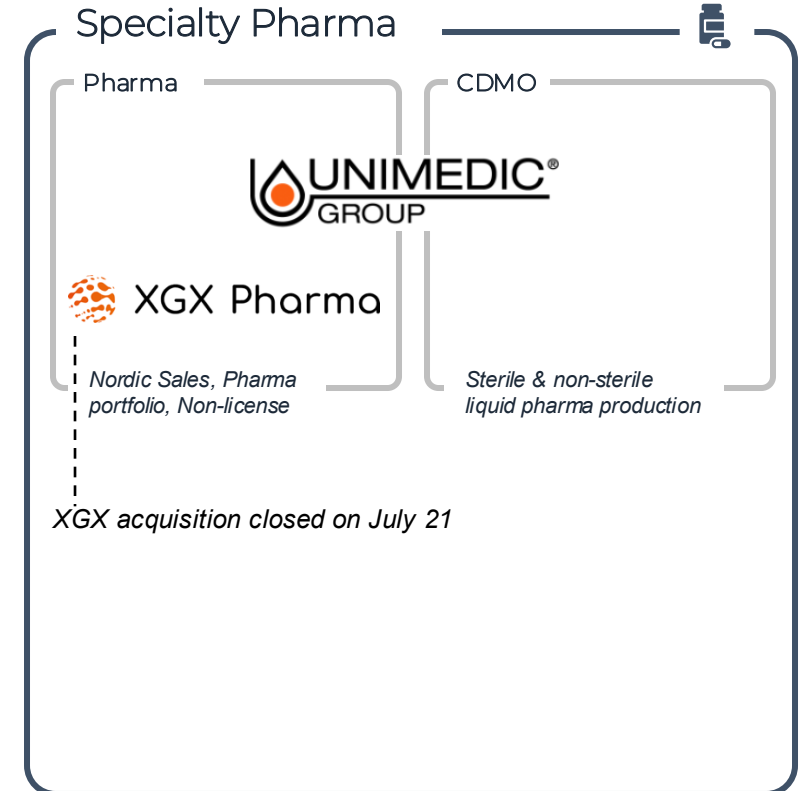 Specialty Pharma
Pharma
CDMO
UNIMEDIC®
GROUP
XGX Pharma
Nordic Sales, Pharma
portfolio, Non-license
Sterile & non-sterile
liquid pharma production
XGX acquisition closed on July 21